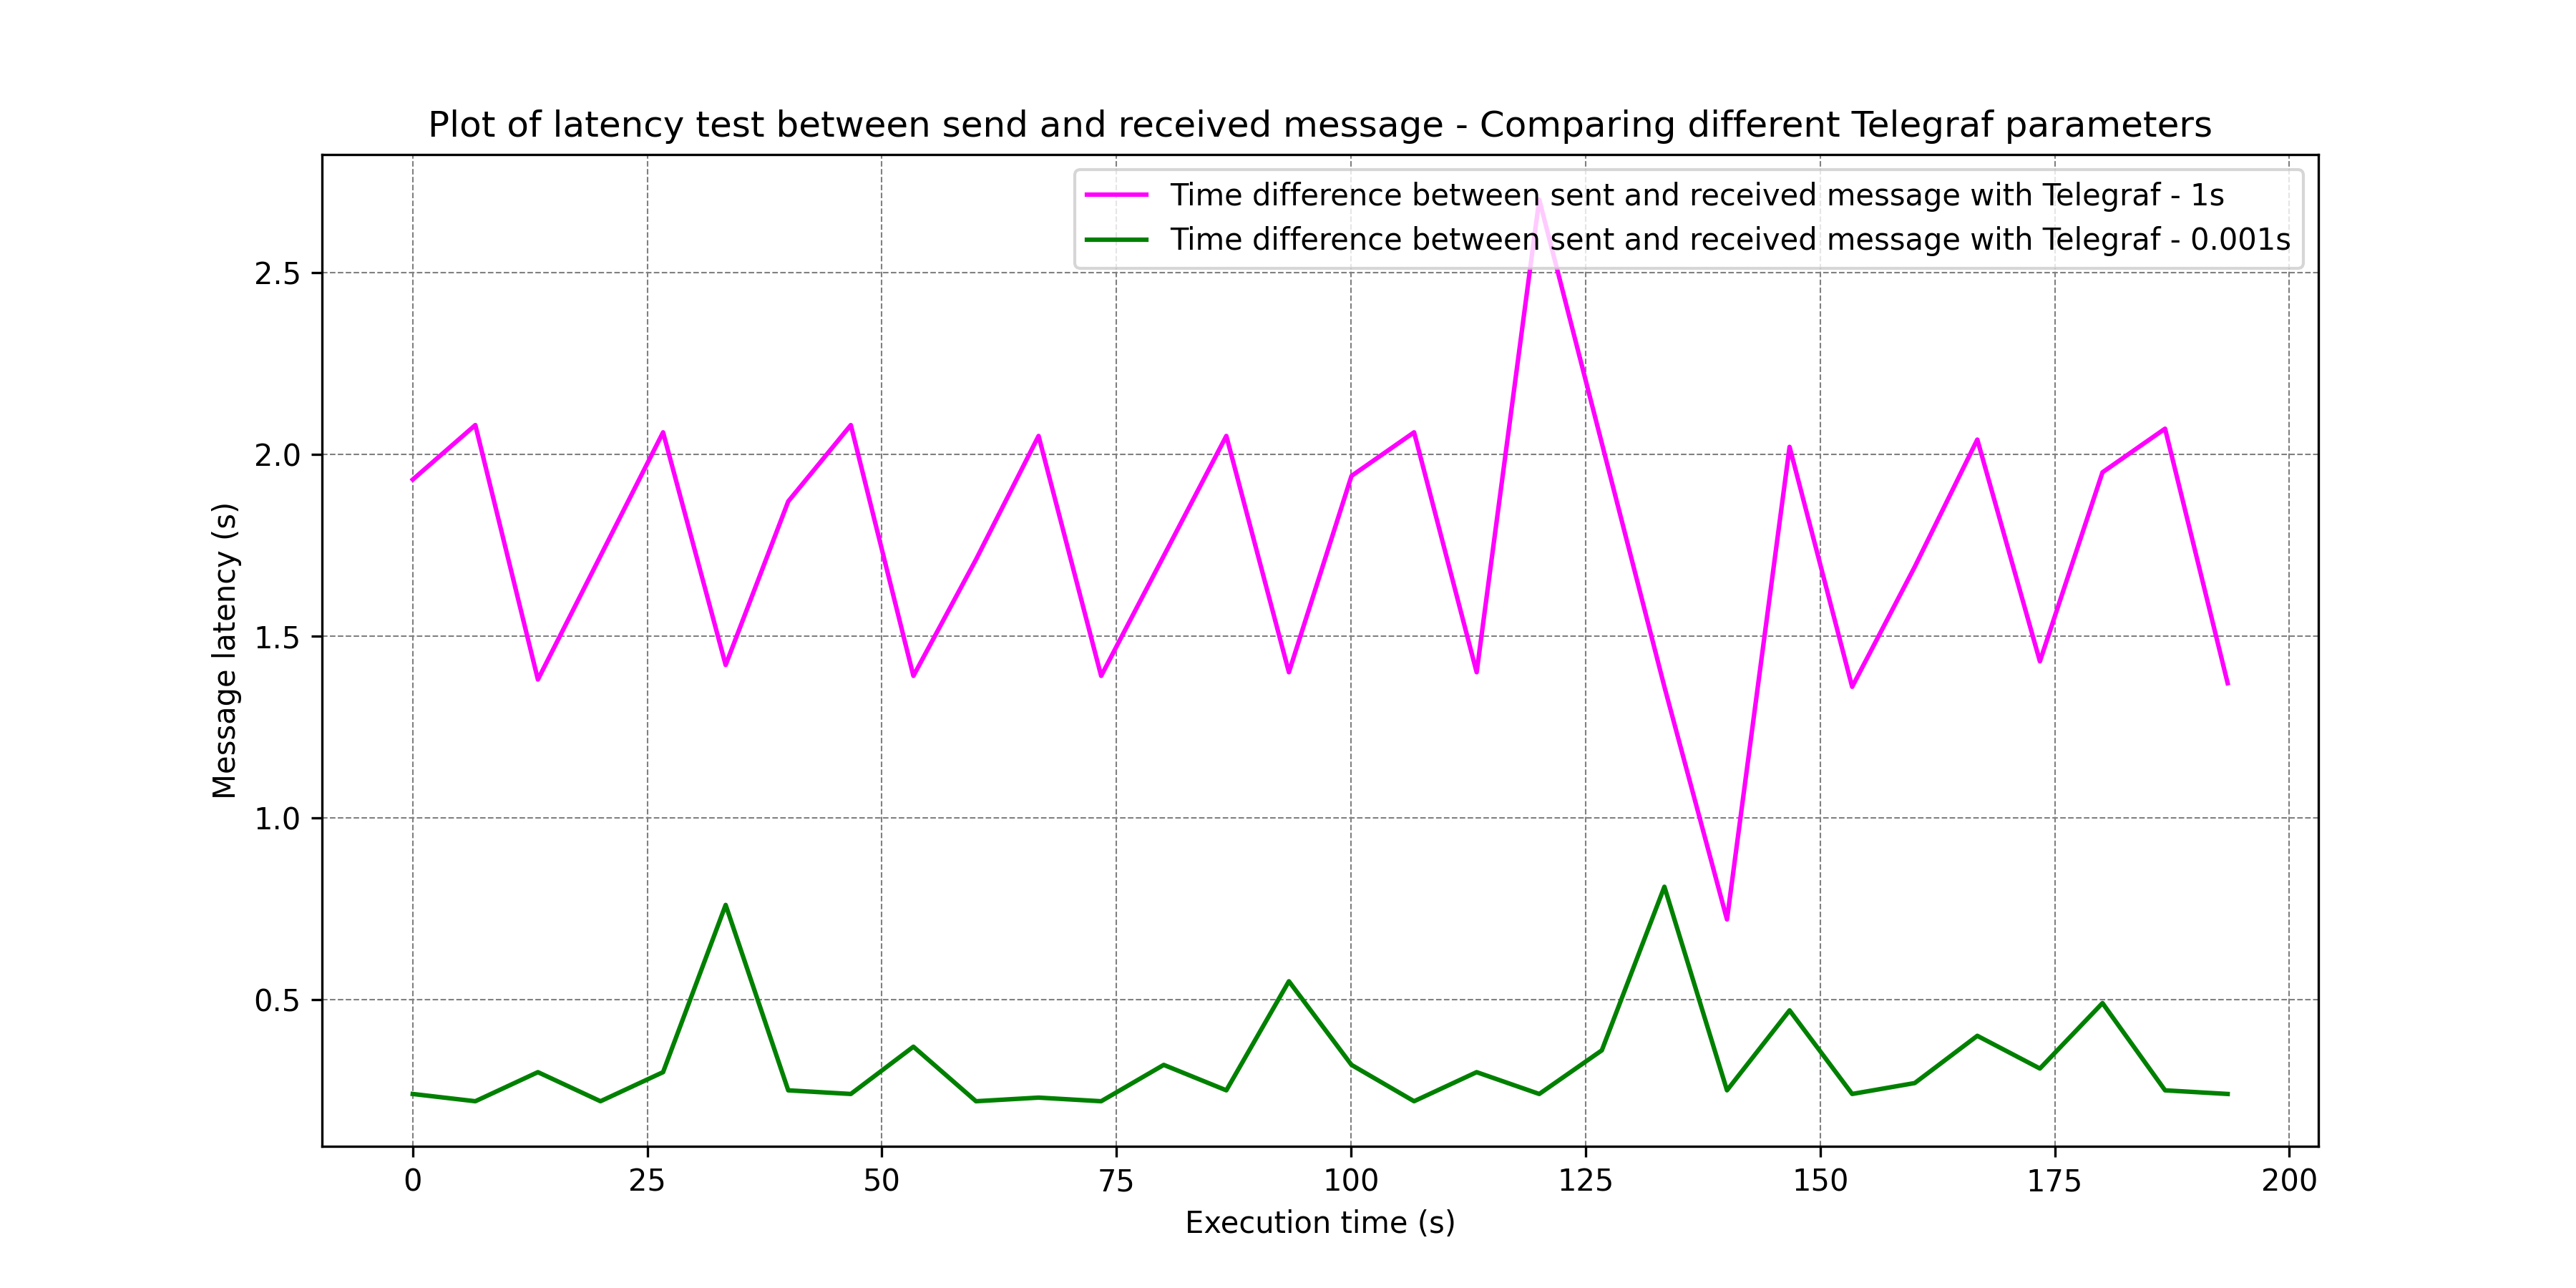 Plot of latency test between send and received message - Comparing different Telegraf parameters
Time difference between sent and received message with Telegraf - 1s
Time difference between sent and received message with Telegraf - 0.001s
Message latency (s)
2.5
2.0
1.5
1.0
0.5
0 25 50 75 100 125 150 175 200
Execution time (s)